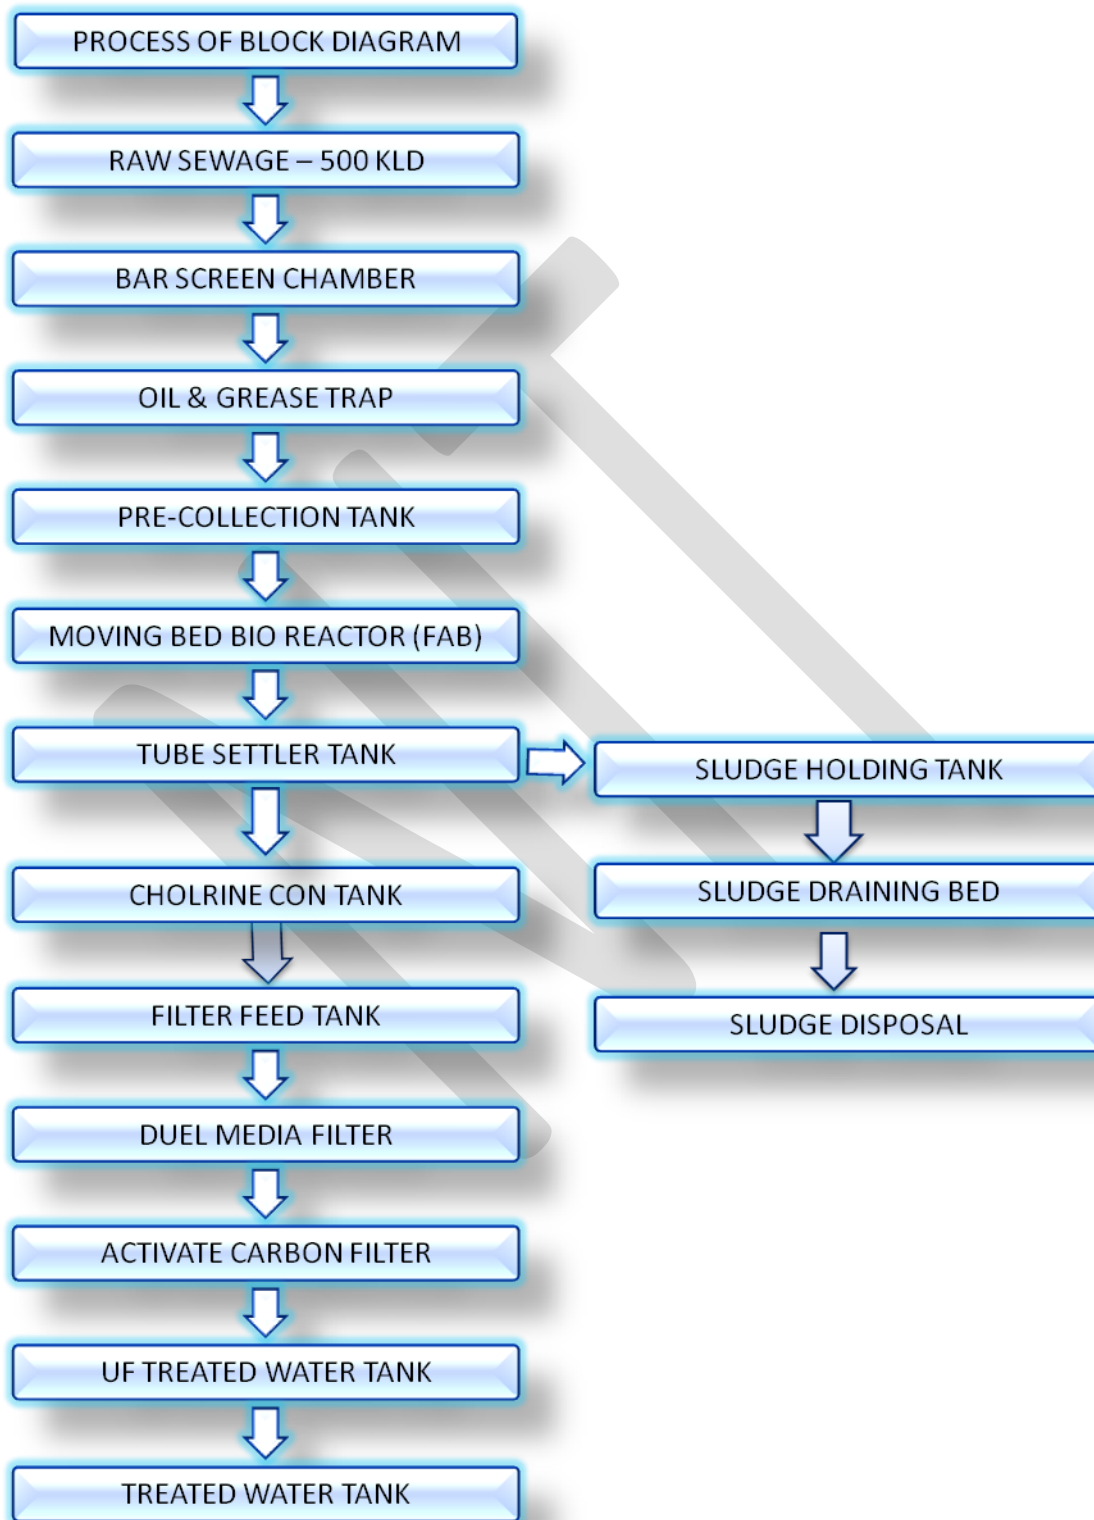 PROCESS OF BLOCK DIAGRAM
RAW SEWAGE – 500 KLD
BAR SCREEN CHAMBER
OIL & GREASE TRAP
PRE-COLLECTION TANK
MOVING BED BIO REACTOR (FAB)
TUBE SETTLER TANK
CHOLRINE CON TANK
FILTER FEED TANK
DUEL MEDIA FILTER
ACTIVATE CARBON FILTER
UF TREATED WATER TANK
TREATED WATER TANK
SLUDGE HOLDING TANK
SLUDGE DRAINING BED
SLUDGE DISPOSAL